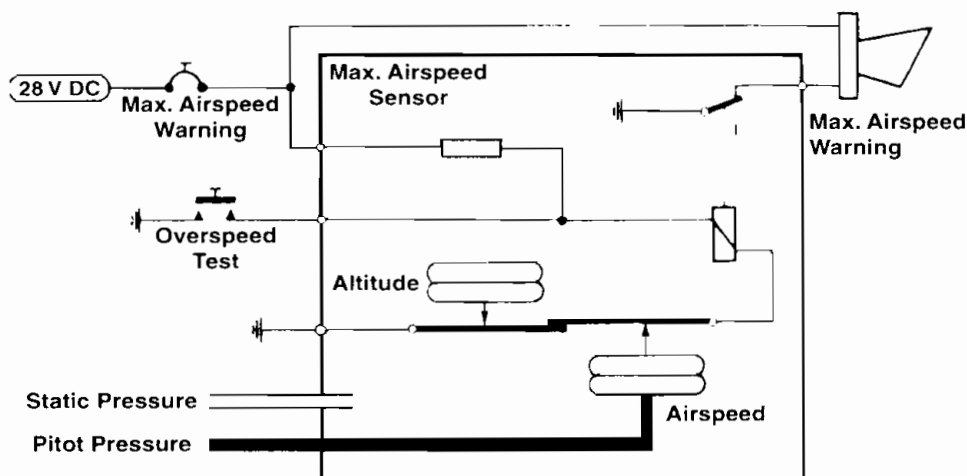 28 V DC
Max. Airspeed
Warning
Max. Airspeed
Sensor
Max. Airspeed
Warning
Overspeed
Test
Altitude
Static Pressure
Airspeed
Pitot Pressure